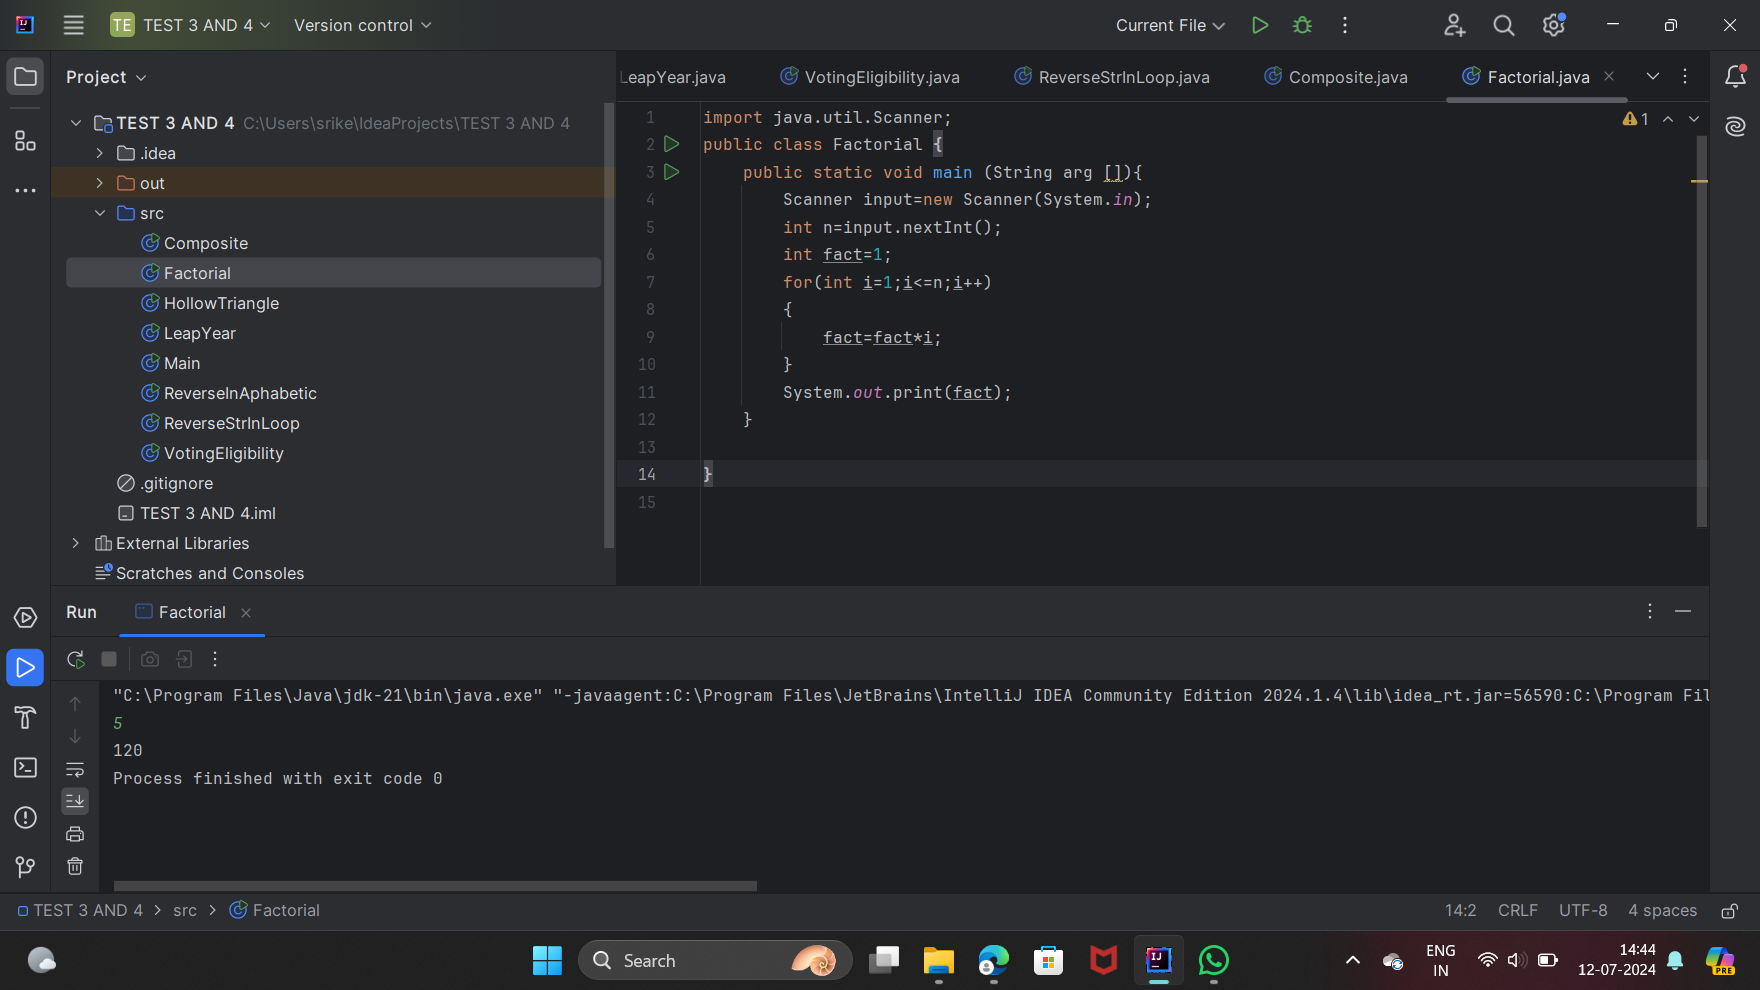 TE TEST 3 AND 4 Version control Current File
Project
LeapYear.java VotingEligibility.java ReverseStrInLoop.java Composite.java Factorial.java
TEST 3 AND 4 C:\Users\srike\IdeaProjects\TEST 3 AND 4
.idea
out
src
Composite
Factorial
HollowTriangle
LeapYear
Main
ReverseInAphabetic
ReverseStrInLoop
VotingEligibility
.gitignore
TEST 3 AND 4.iml
External Libraries
Scratches and Consoles
1 import java.util.Scanner;
2 public class Factorial {
3 public static void main (String arg []){
4 Scanner input=new Scanner(System.in);
5 int n=input.nextInt();
6 int fact=1;
7 for(int i=1;i<=n;i++)
8 {
9 fact=fact*i;
10 }
11 System.out.print(fact);
12 }
13
14 }
15
1
Run Factorial
"C:\Program Files\Java\jdk-21\bin\java.exe" "-javaagent:C:\Program Files\JetBrains\IntelliJ IDEA Community Edition 2024.1.4\lib\idea_rt.jar=56590:C:\Program Fil
5
120
Process finished with exit code 0
TEST 3 AND 4 > src > Factorial 14:2 CRLF UTF-8 4 spaces
Search
ENG
IN
14:44
12-07-2024
PRE